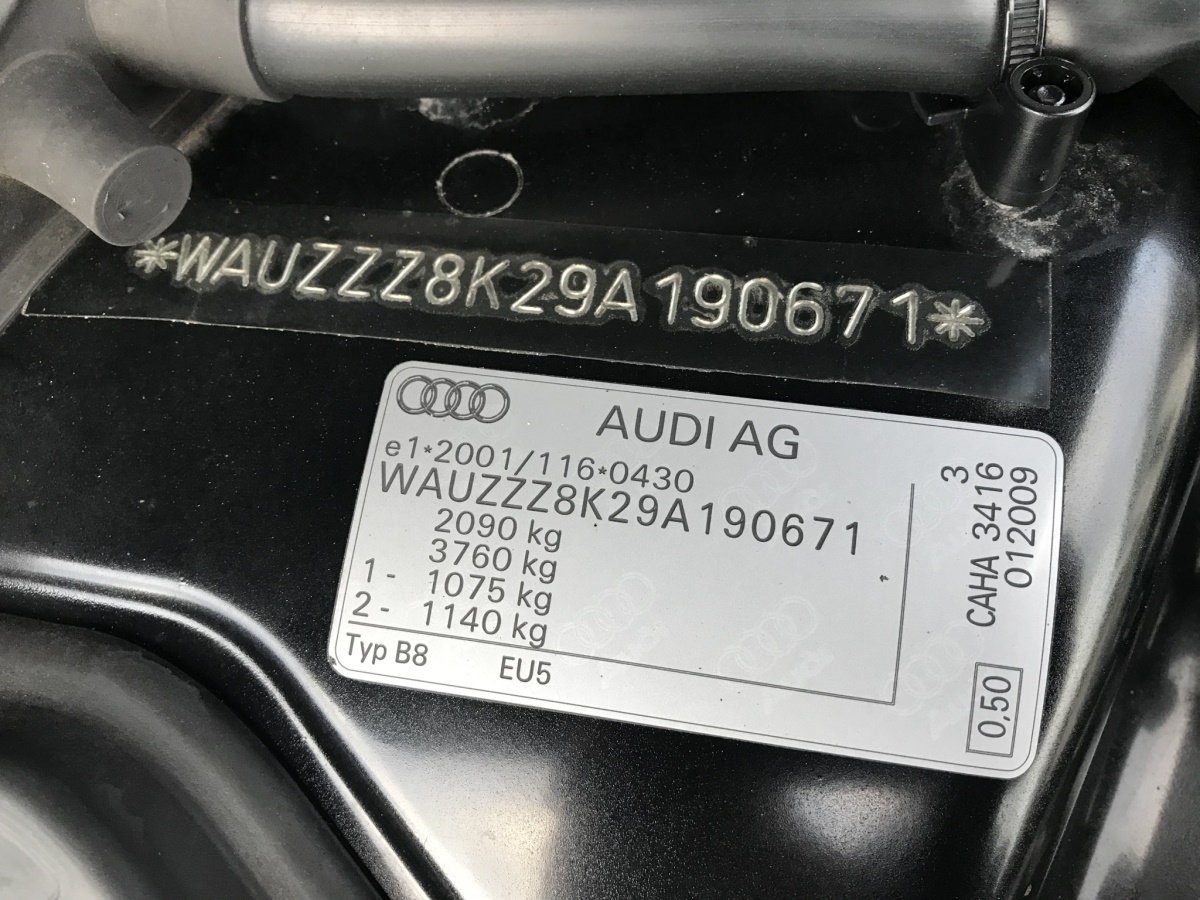 *WAUZZZ8K29A190671*
AUDI AG
e1*2001/116*0430
WAUZZZ8K29A190671
2090 kg
3760 kg
1 - 1075 kg
2 - 1140 kg
Typ B8 EU5
3
CAHA 3416
012009
0,50